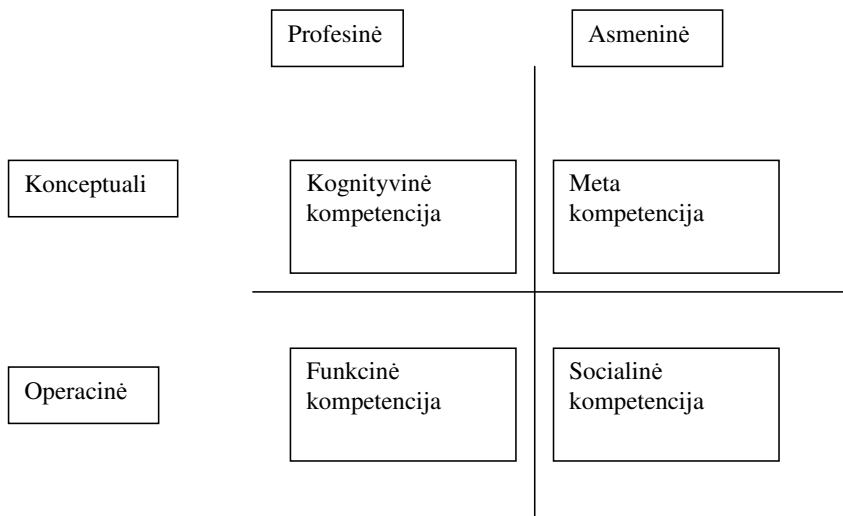 Profesinė
Asmeninė
Konceptuali
Kognityvinė
kompetencija
Meta
kompetencija
Operacinė
Funkcinė
kompetencija
Socialinė
kompetencija